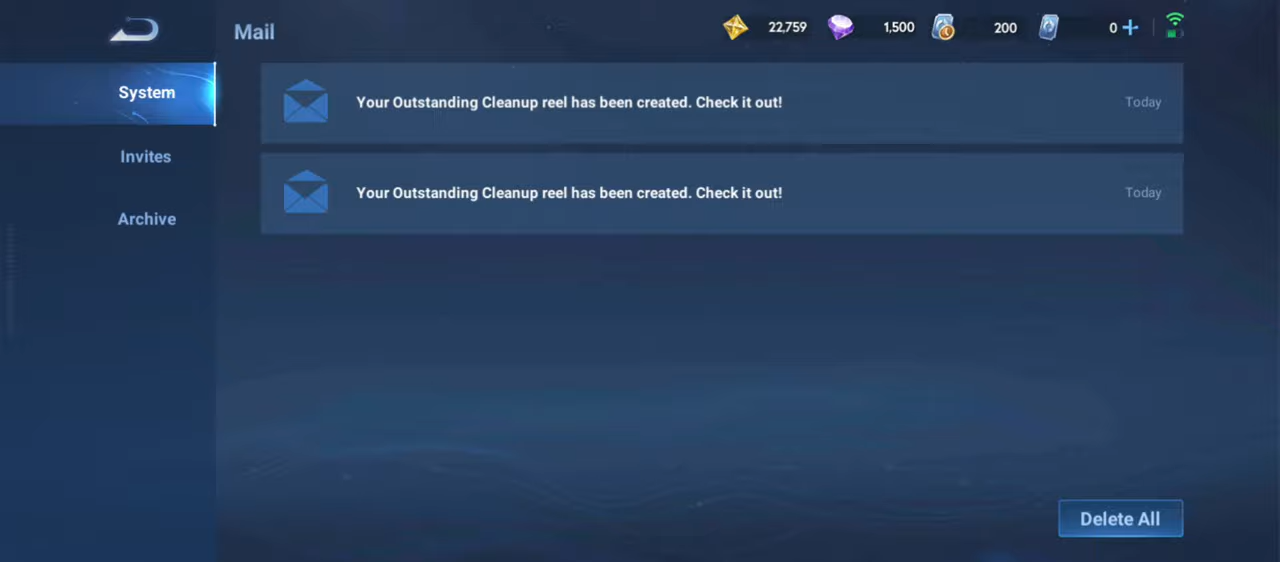 Mail
22,759
1,500
200
0
System
Invites
Archive
Your Outstanding Cleanup reel has been created. Check it out!
Today
Your Outstanding Cleanup reel has been created. Check it out!
Today
Delete All